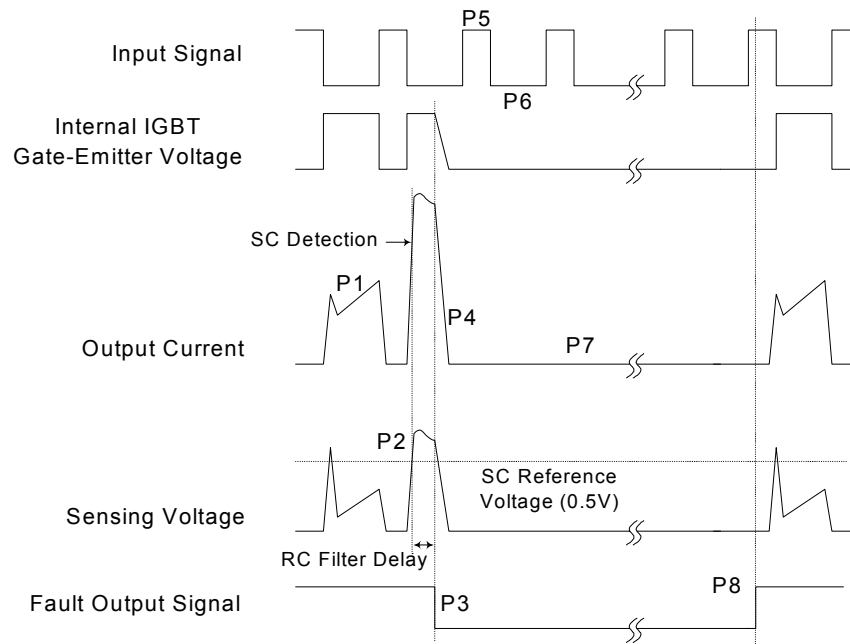 P5
Input Signal
P6
Internal IGBT
Gate-Emitter Voltage
SC Detection
P1
P4
Output Current
P7
P2
SC Reference
Voltage (0.5V)
Sensing Voltage
RC Filter Delay
P8
Fault Output Signal
P3